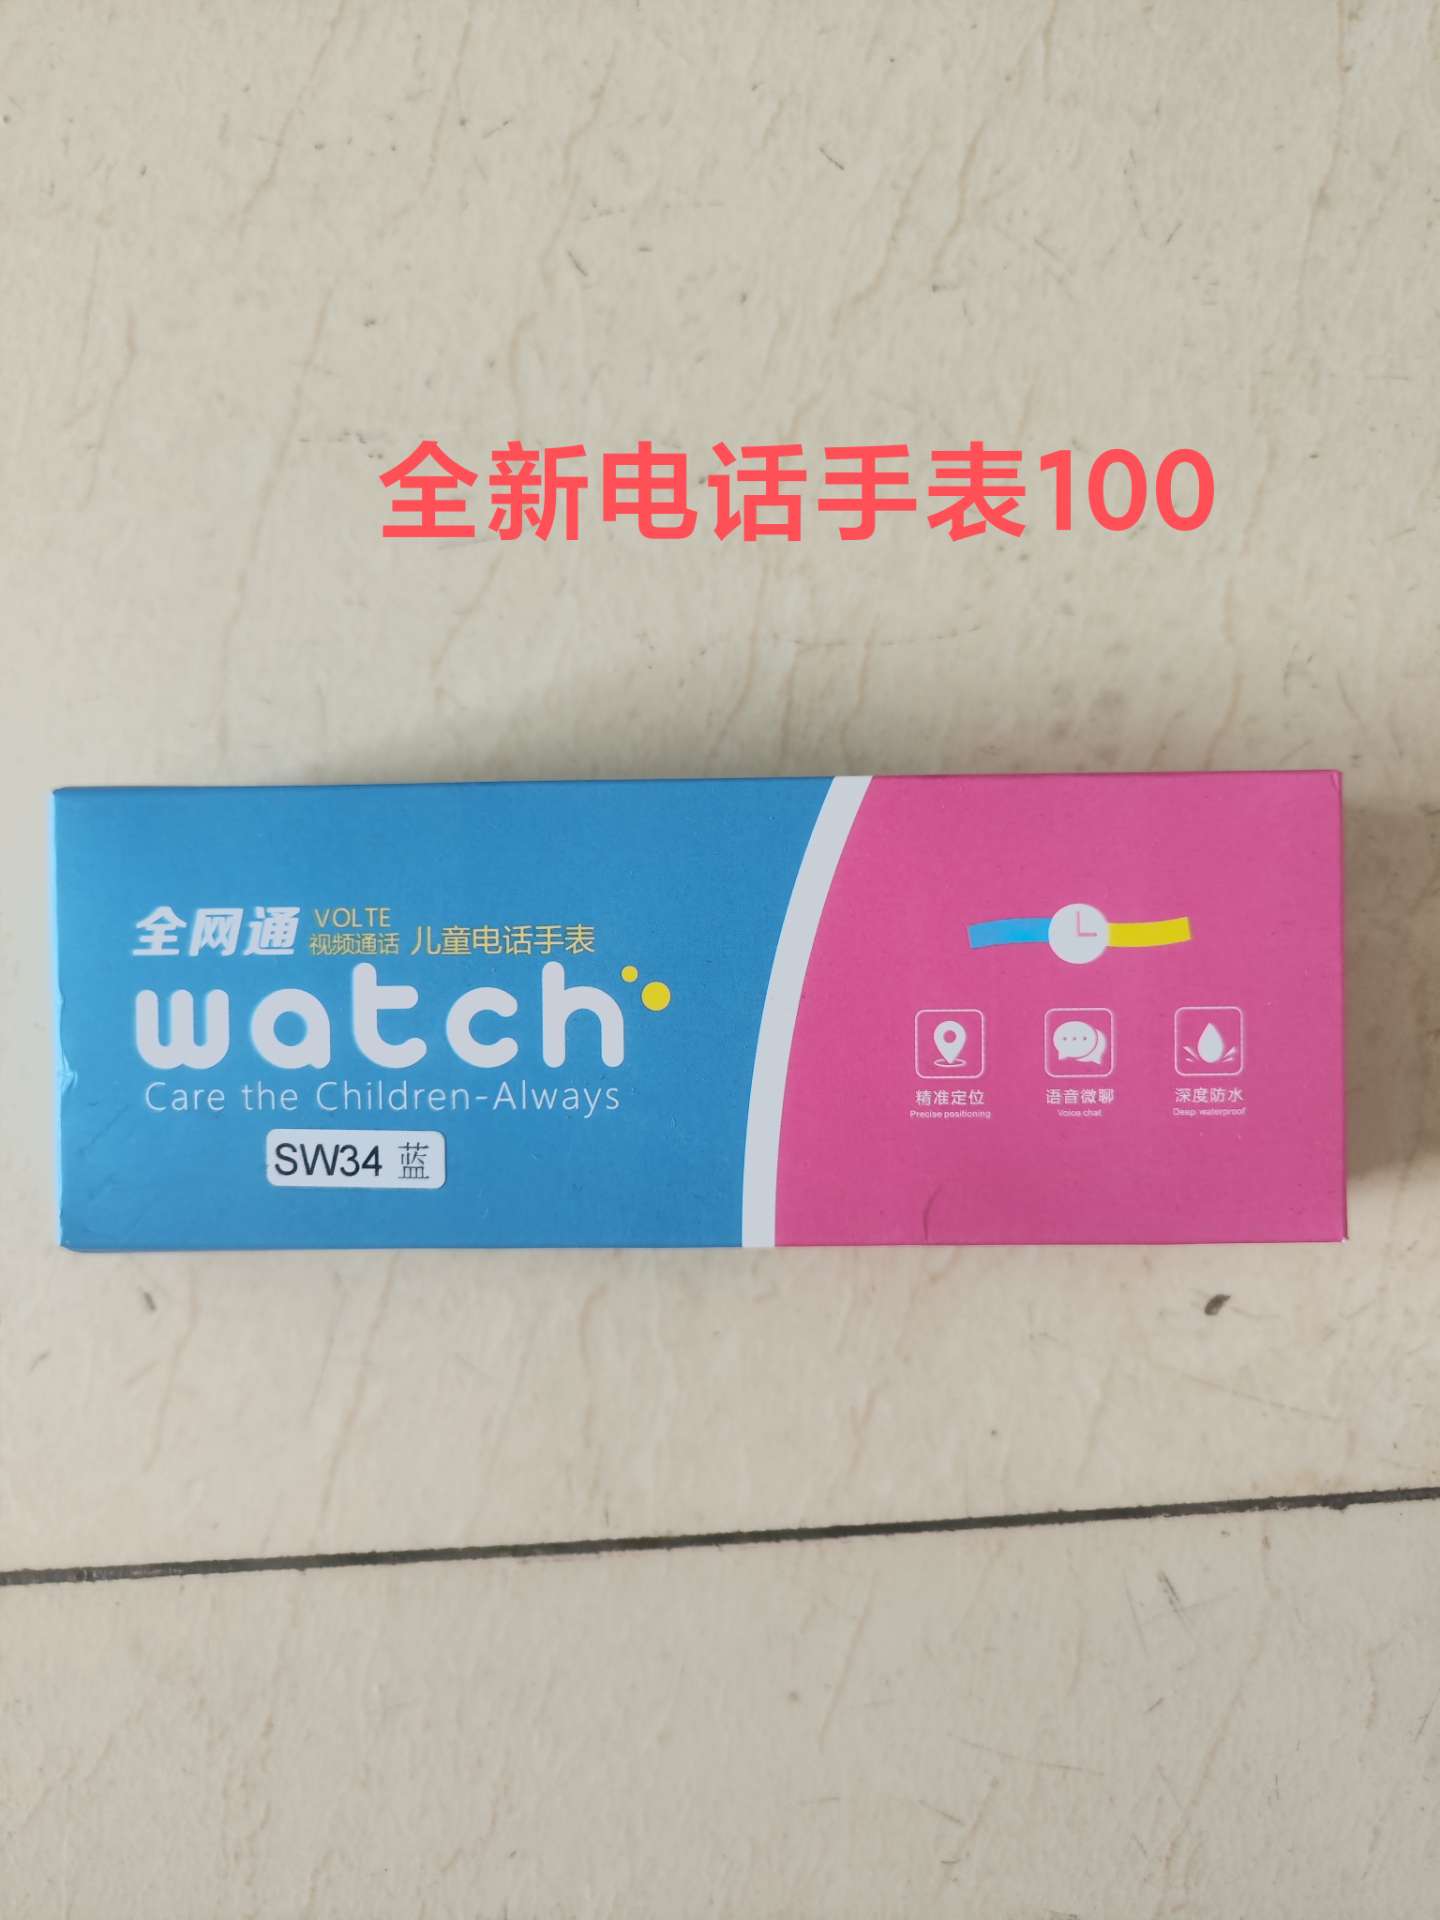 全新电话手表100
全网通 VOLTE
视频通话 儿童电话手表
watch
Care the Children-Always
SW34 蓝
精准定位 语音微聊 深度防水
Precise positioning Voice chat Deep waterproof